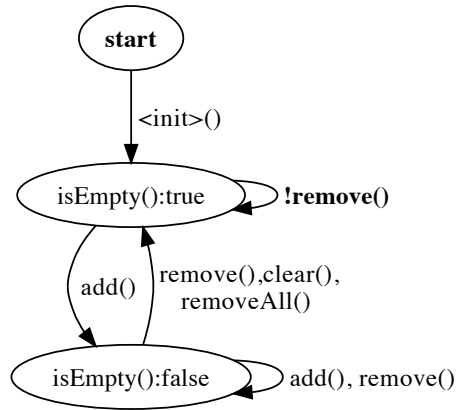 start
<init>()
isEmpty():true
!remove()
add()
remove(),clear(),
removeAll()
isEmpty():false
add(), remove()